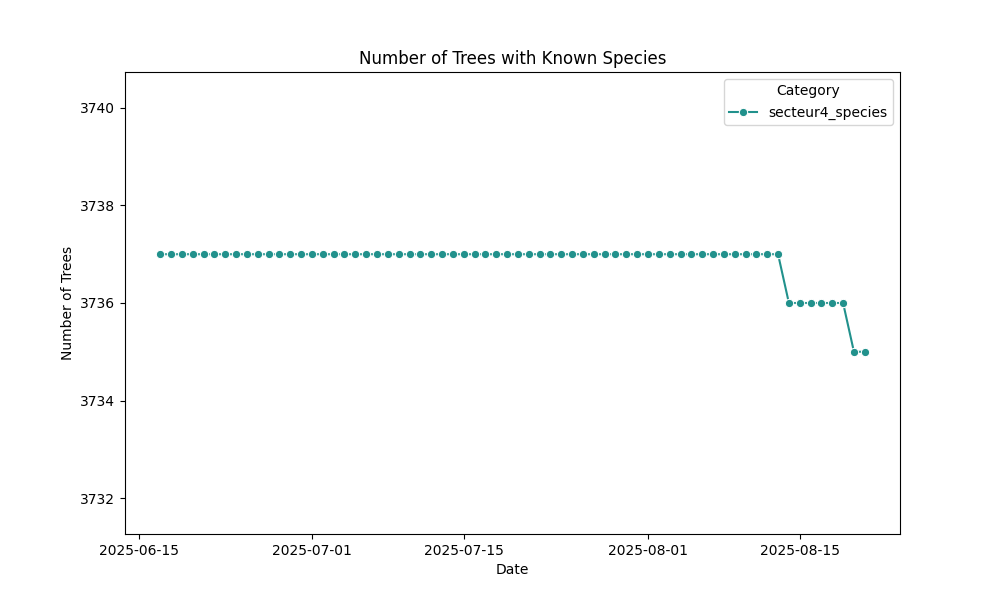 Number of Trees with Known Species
Category
secteur4_species
Number of Trees
3740
3738
3736
3734
3732
2025-06-15
2025-07-01
2025-07-15
2025-08-01
2025-08-15
Date